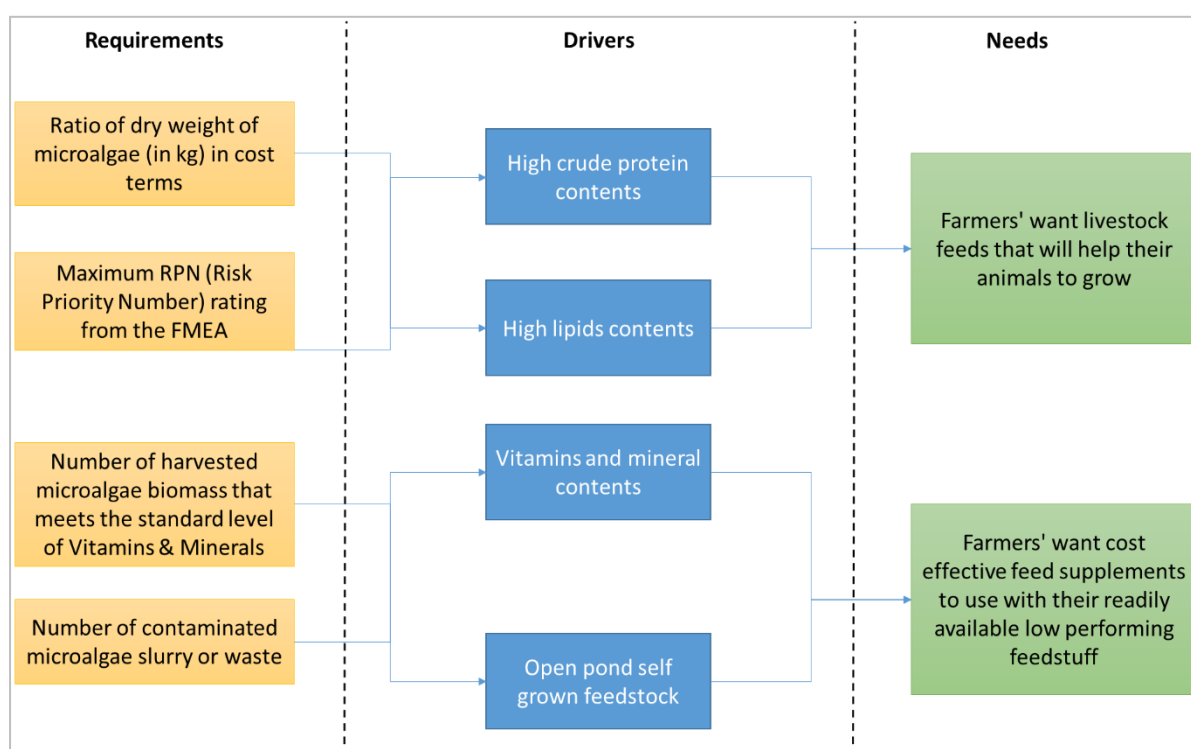 Requirements
Drivers
Needs
Ratio of dry weight of
microalgae (in kg) in cost
terms
Maximum RPN (Risk
Priority Number) rating
from the FMEA
Number of harvested
microalgae biomass that
meets the standard level
of Vitamins & Minerals
Number of contaminated
microalgae slurry or waste
High crude protein
contents
High lipids contents
Vitamins and mineral
contents
Open pond self
grown feedstock
Farmers' want livestock
feeds that will help their
animals to grow
Farmers' want cost
effective feed supplements
to use with their readily
available low performing
feedstuff